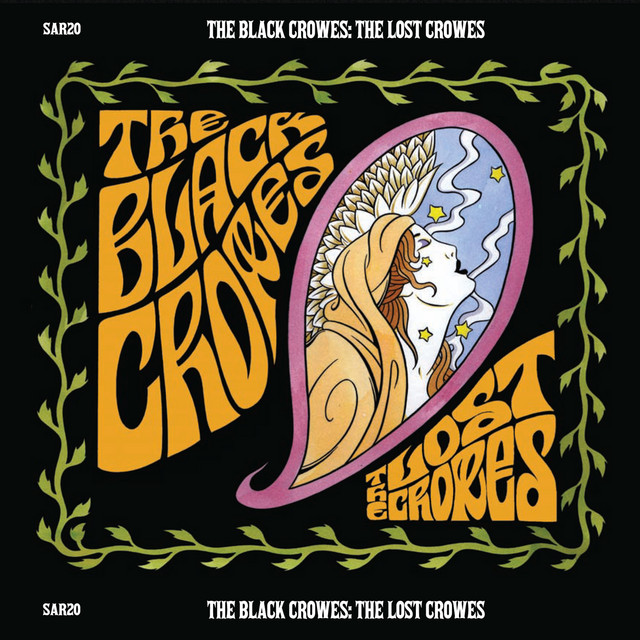 SAR20 THE BLACK CROWES: THE LOST CROWES
THE
BLACK
CROWES
THE
LOST
CROWES
SAR20 THE BLACK CROWES: THE LOST CROWES